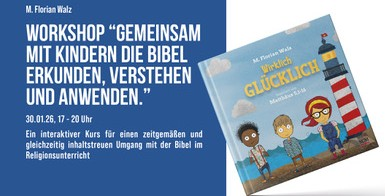 M. Florian Walz
WORKSHOP “GEMEINSAM
MIT KINDERN DIE BIBEL
ERKUNDEN, VERSTEHEN
UND ANWENDEN.”
30.01.26, 17 - 20 Uhr
Ein interaktiver Kurs für einen zeitgemäßen und
gleichzeitig inhaltstreuen Umgang mit der Bibel im
Religionsunterricht
M. Florian Walz
Wirklich
GLÜCKLICH